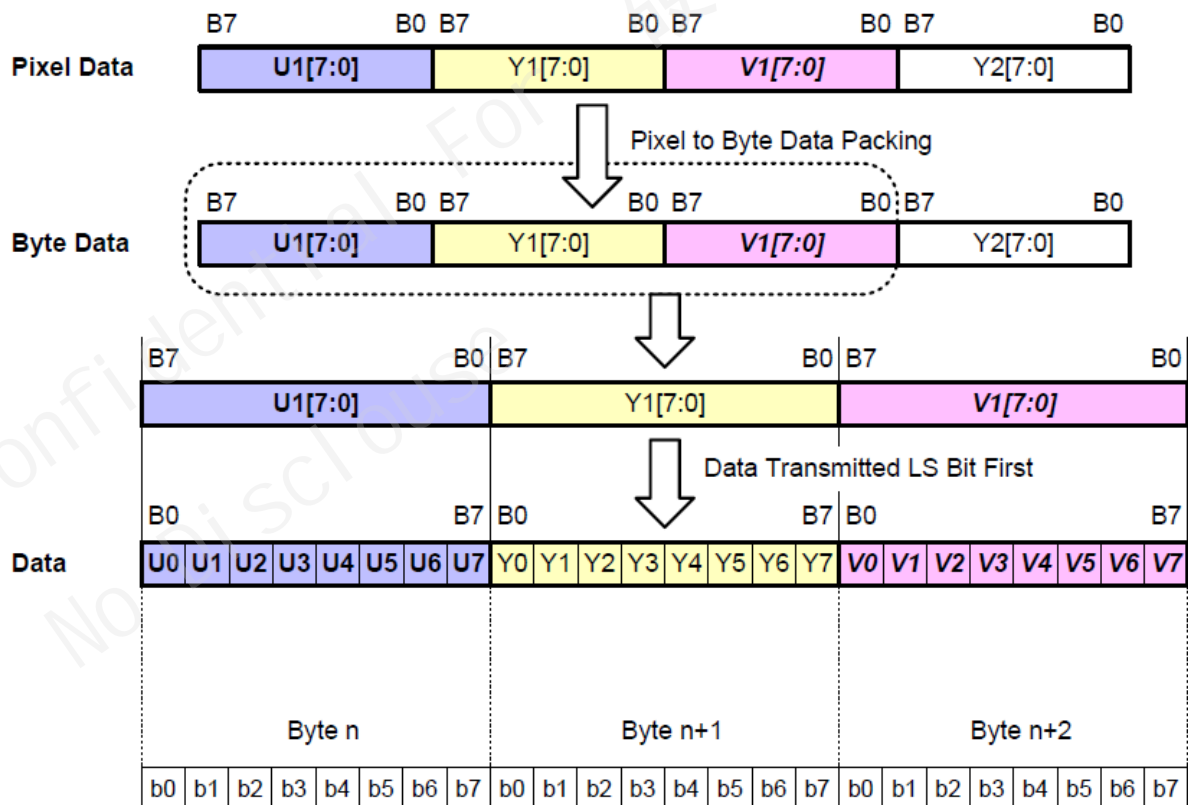 B7 B0 B7 B0 B7 B0 B7 B0
Pixel Data U1[7:0] Y1[7:0] V1[7:0] Y2[7:0]
Pixel to Byte Data Packing
B7 B0 B7 B0 B7 B0 B7 B0
Byte Data U1[7:0] Y1[7:0] V1[7:0] Y2[7:0]
B7 B0 B7 B0 B7 B0
U1[7:0] Y1[7:0] V1[7:0]
Data Transmitted LS Bit First
B0 B7 B0 B7 B0 B7
Data U0 U1 U2 U3 U4 U5 U6 U7 Y0 Y1 Y2 Y3 Y4 Y5 Y6 Y7 V0 V1 V2 V3 V4 V5 V6 V7
Byte n Byte n+1 Byte n+2
b0 b1 b2 b3 b4 b5 b6 b7 b0 b1 b2 b3 b4 b5 b6 b7 b0 b1 b2 b3 b4 b5 b6 b7
onfidential For
No Disclouse